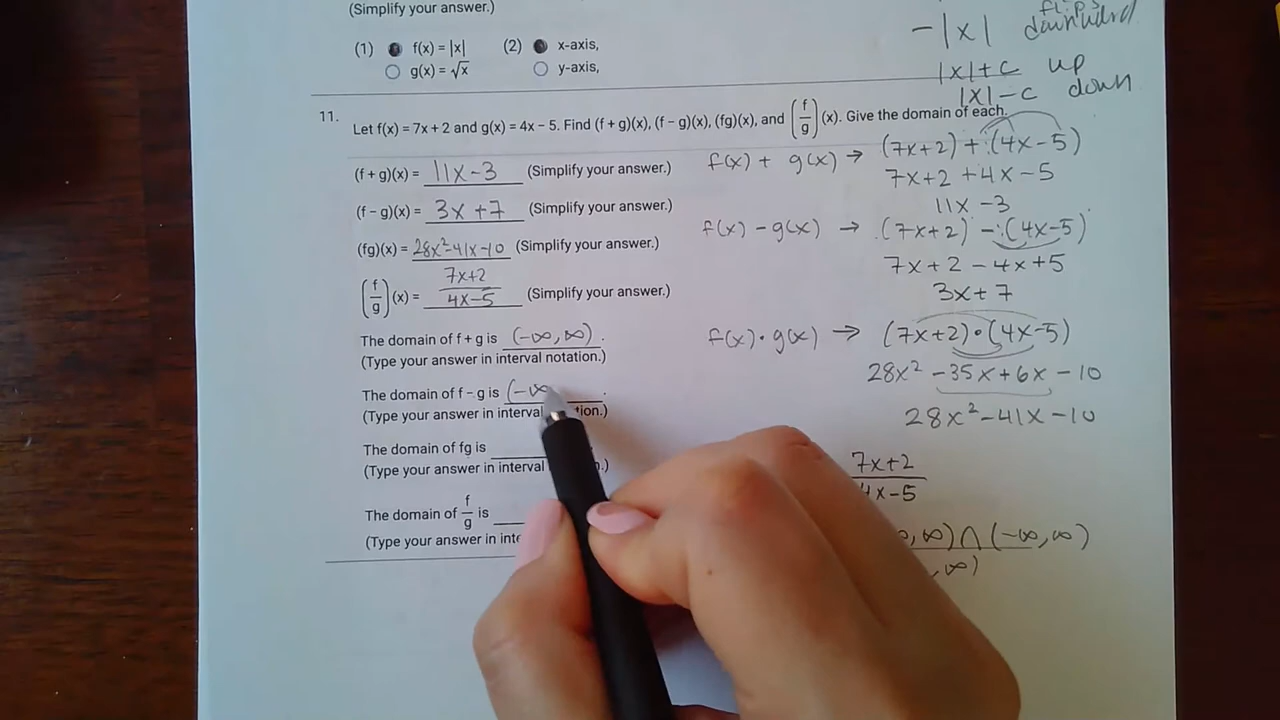 (Simplify your answer.)
(1) f(x) = |x| (2) x-axis,
g(x) = √x y-axis,
flips
-|x| downward
|x|+c up
|x|-c down
11. Let f(x) = 7x + 2 and g(x) = 4x − 5. Find (f + g)(x), (f − g)(x), (fg)(x), and (f/g)(x). Give the domain of each.
(f + g)(x) = 11x-3 (Simplify your answer.)
(f − g)(x) = 3x+7 (Simplify your answer.)
(fg)(x) = 28x²-41x-10 (Simplify your answer.)
(f/g)(x) = 7x+2/4x-5 (Simplify your answer.)
The domain of f + g is (-∞,∞).
(Type your answer in interval notation.)
The domain of f − g is (-∞ .
(Type your answer in interval tion.)
The domain of fg is
(Type your answer in interval n.)
The domain of f/g is
(Type your answer in inte
f(x) + g(x) → (7x+2) + (4x-5)
7x+2 +4x-5
11x -3
f(x) - g(x) → (7x+2) - (4x-5)
7x+2 -4x+5
3x+7
f(x)·g(x) → (7x+2)·(4x-5)
28x² -35x+6x -10
28x²-41x-10
7x+2
4x-5
∞)∩(-∞,∞)
,∞)